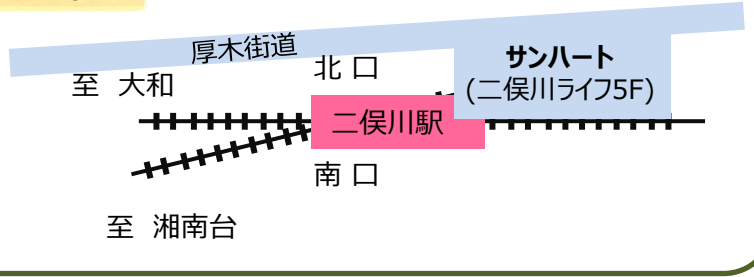 厚木街道
北 口
サンハート
(二俣川ライフ5F)
至 大和
二俣川駅
南 口
至 湘南台